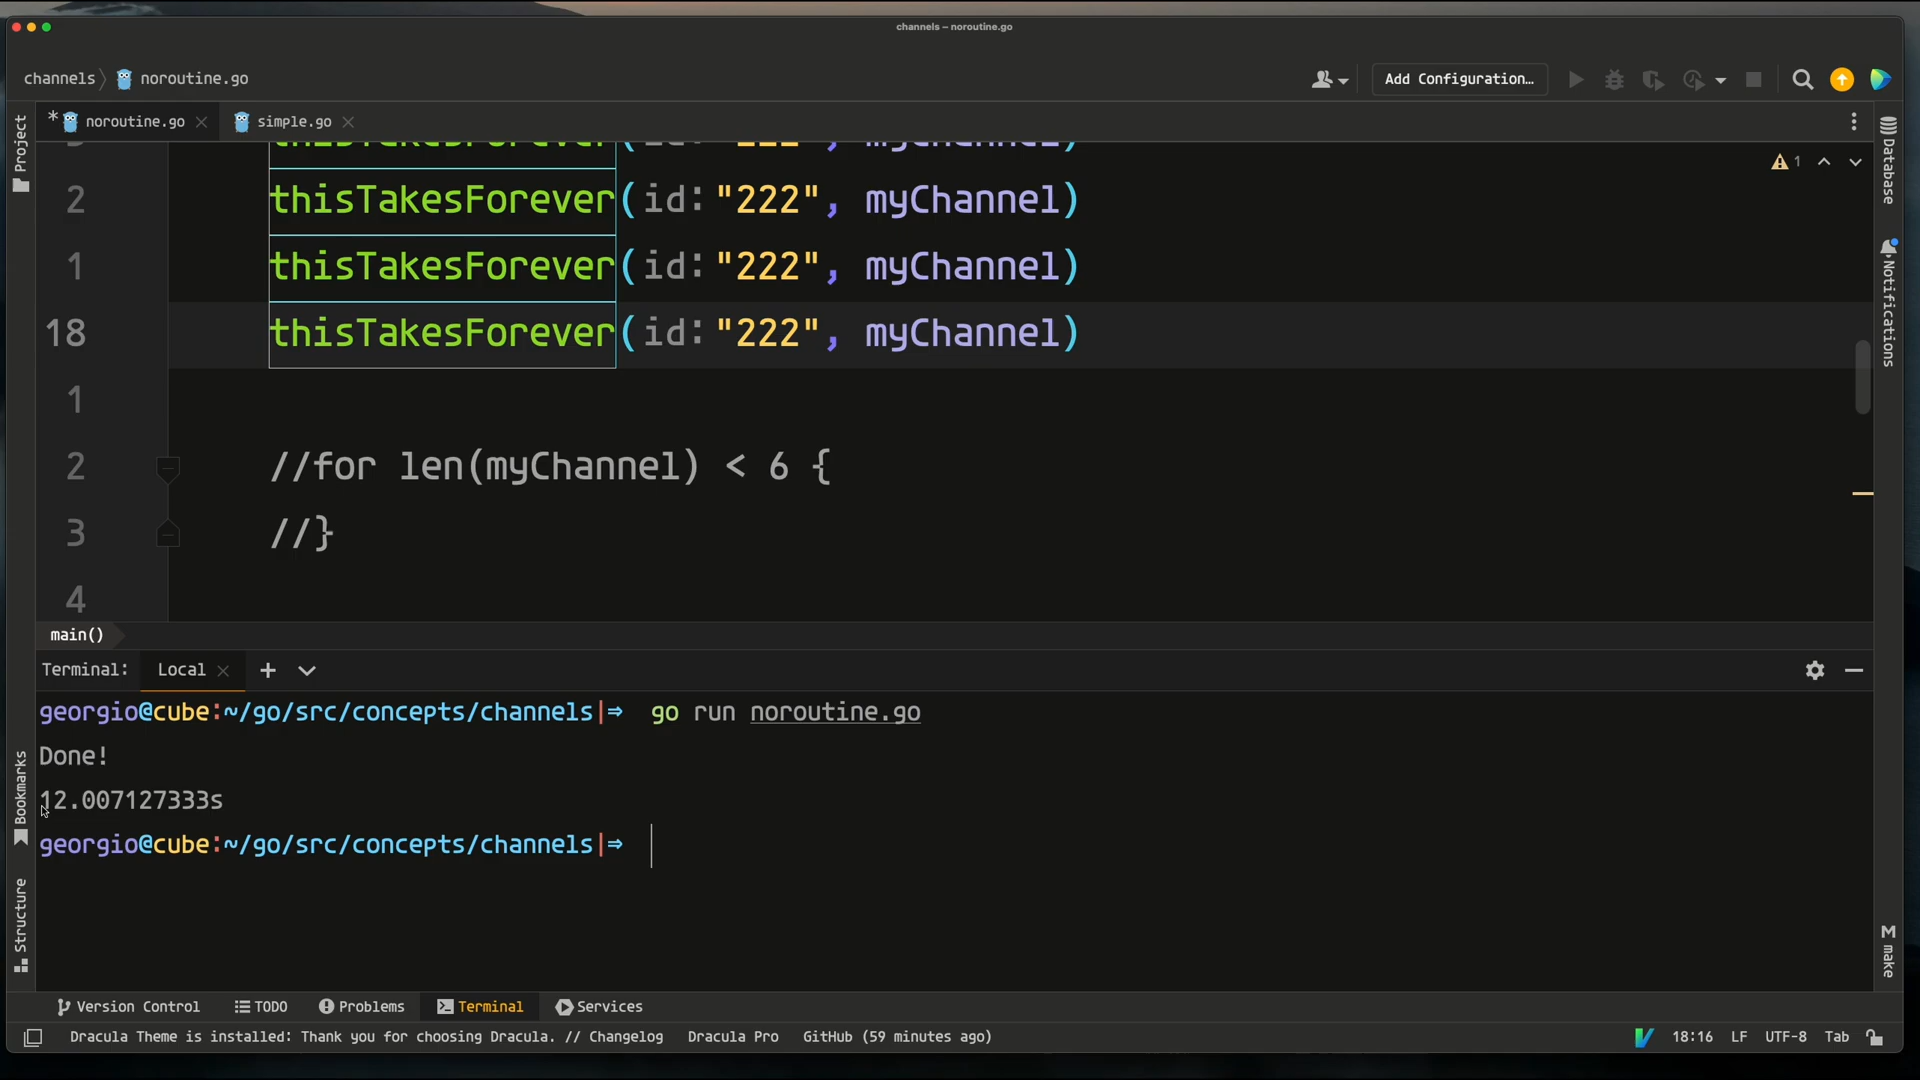 channels – noroutine.go
channels noroutine.go
Add Configuration...
* noroutine.go simple.go
Project
Database
Notifications
1
2 thisTakesForever(id: "222", myChannel)
1 thisTakesForever(id: "222", myChannel)
18 thisTakesForever(id: "222", myChannel)
1
2 //for len(myChannel) < 6 {
3 //}
4
main()
Terminal: Local
georgio@cube:~/go/src/concepts/channels|⇒ go run noroutine.go
Done!
12.007127333s
georgio@cube:~/go/src/concepts/channels|⇒
Bookmarks
Structure
make
Version Control TODO Problems Terminal Services
Dracula Theme is installed: Thank you for choosing Dracula. // Changelog Dracula Pro GitHub (59 minutes ago)
18:16 LF UTF-8 Tab